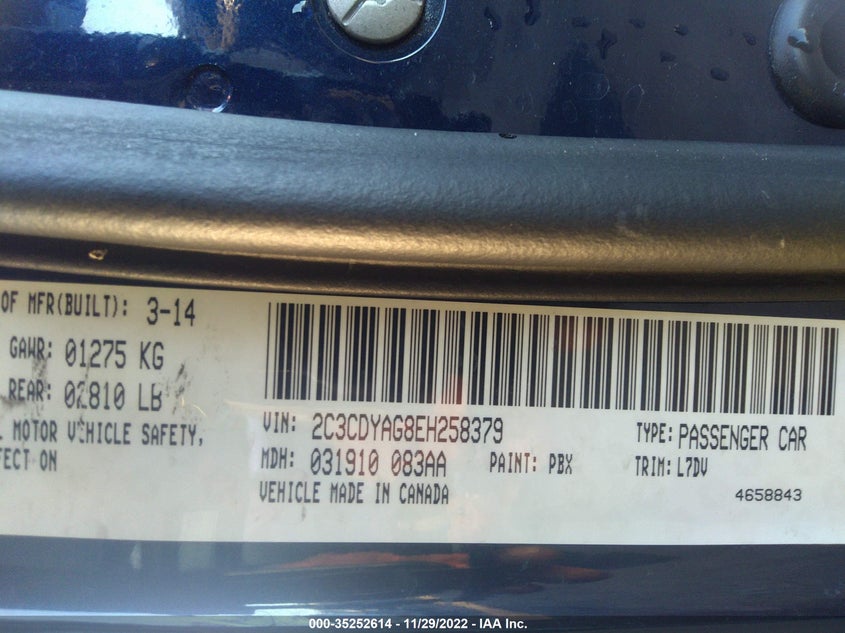 OF MFR(BUILT): 3-14
GAWR: 01275 KG
REAR: 02810 LB
MOTOR VEHICLE SAFETY,
FECT ON
VIN: 2C3CDYAG8EH258379
TYPE: PASSENGER CAR
MDH: 031910 083AA PAINT: PBX TRIM: L7DV
VEHICLE MADE IN CANADA
4658843
000-35252614 - 11/29/2022 - IAA Inc.